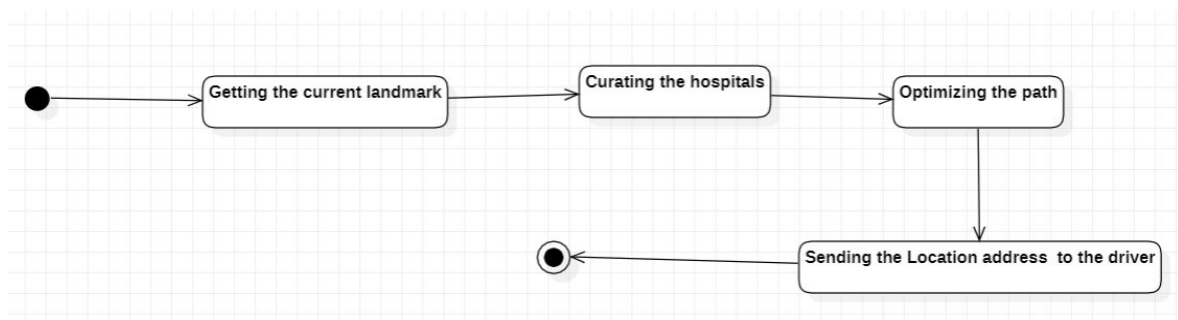 Getting the current landmark
Curating the hospitals
Optimizing the path
Sending the Location address  to the driver